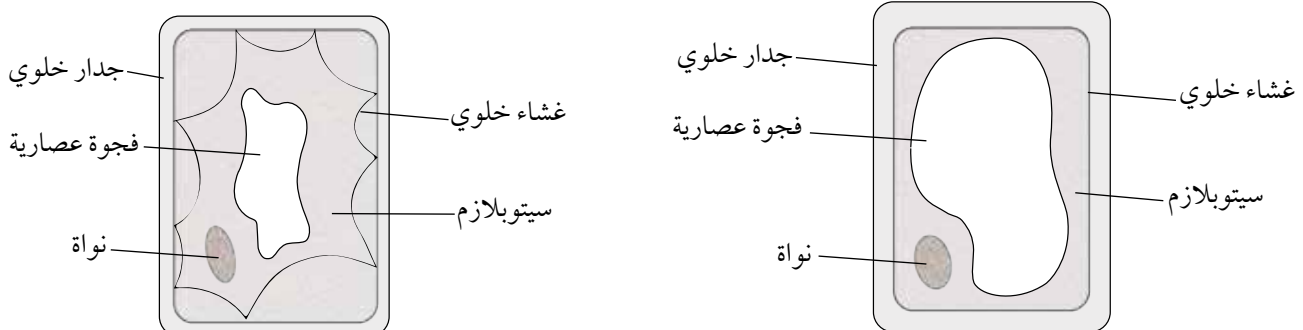 جدار خلوي
غشاء خلوي
فجوة عصارية
سيتوبلازم
نواة
جدار خلوي
غشاء خلوي
فجوة عصارية
سيتوبلازم
نواة